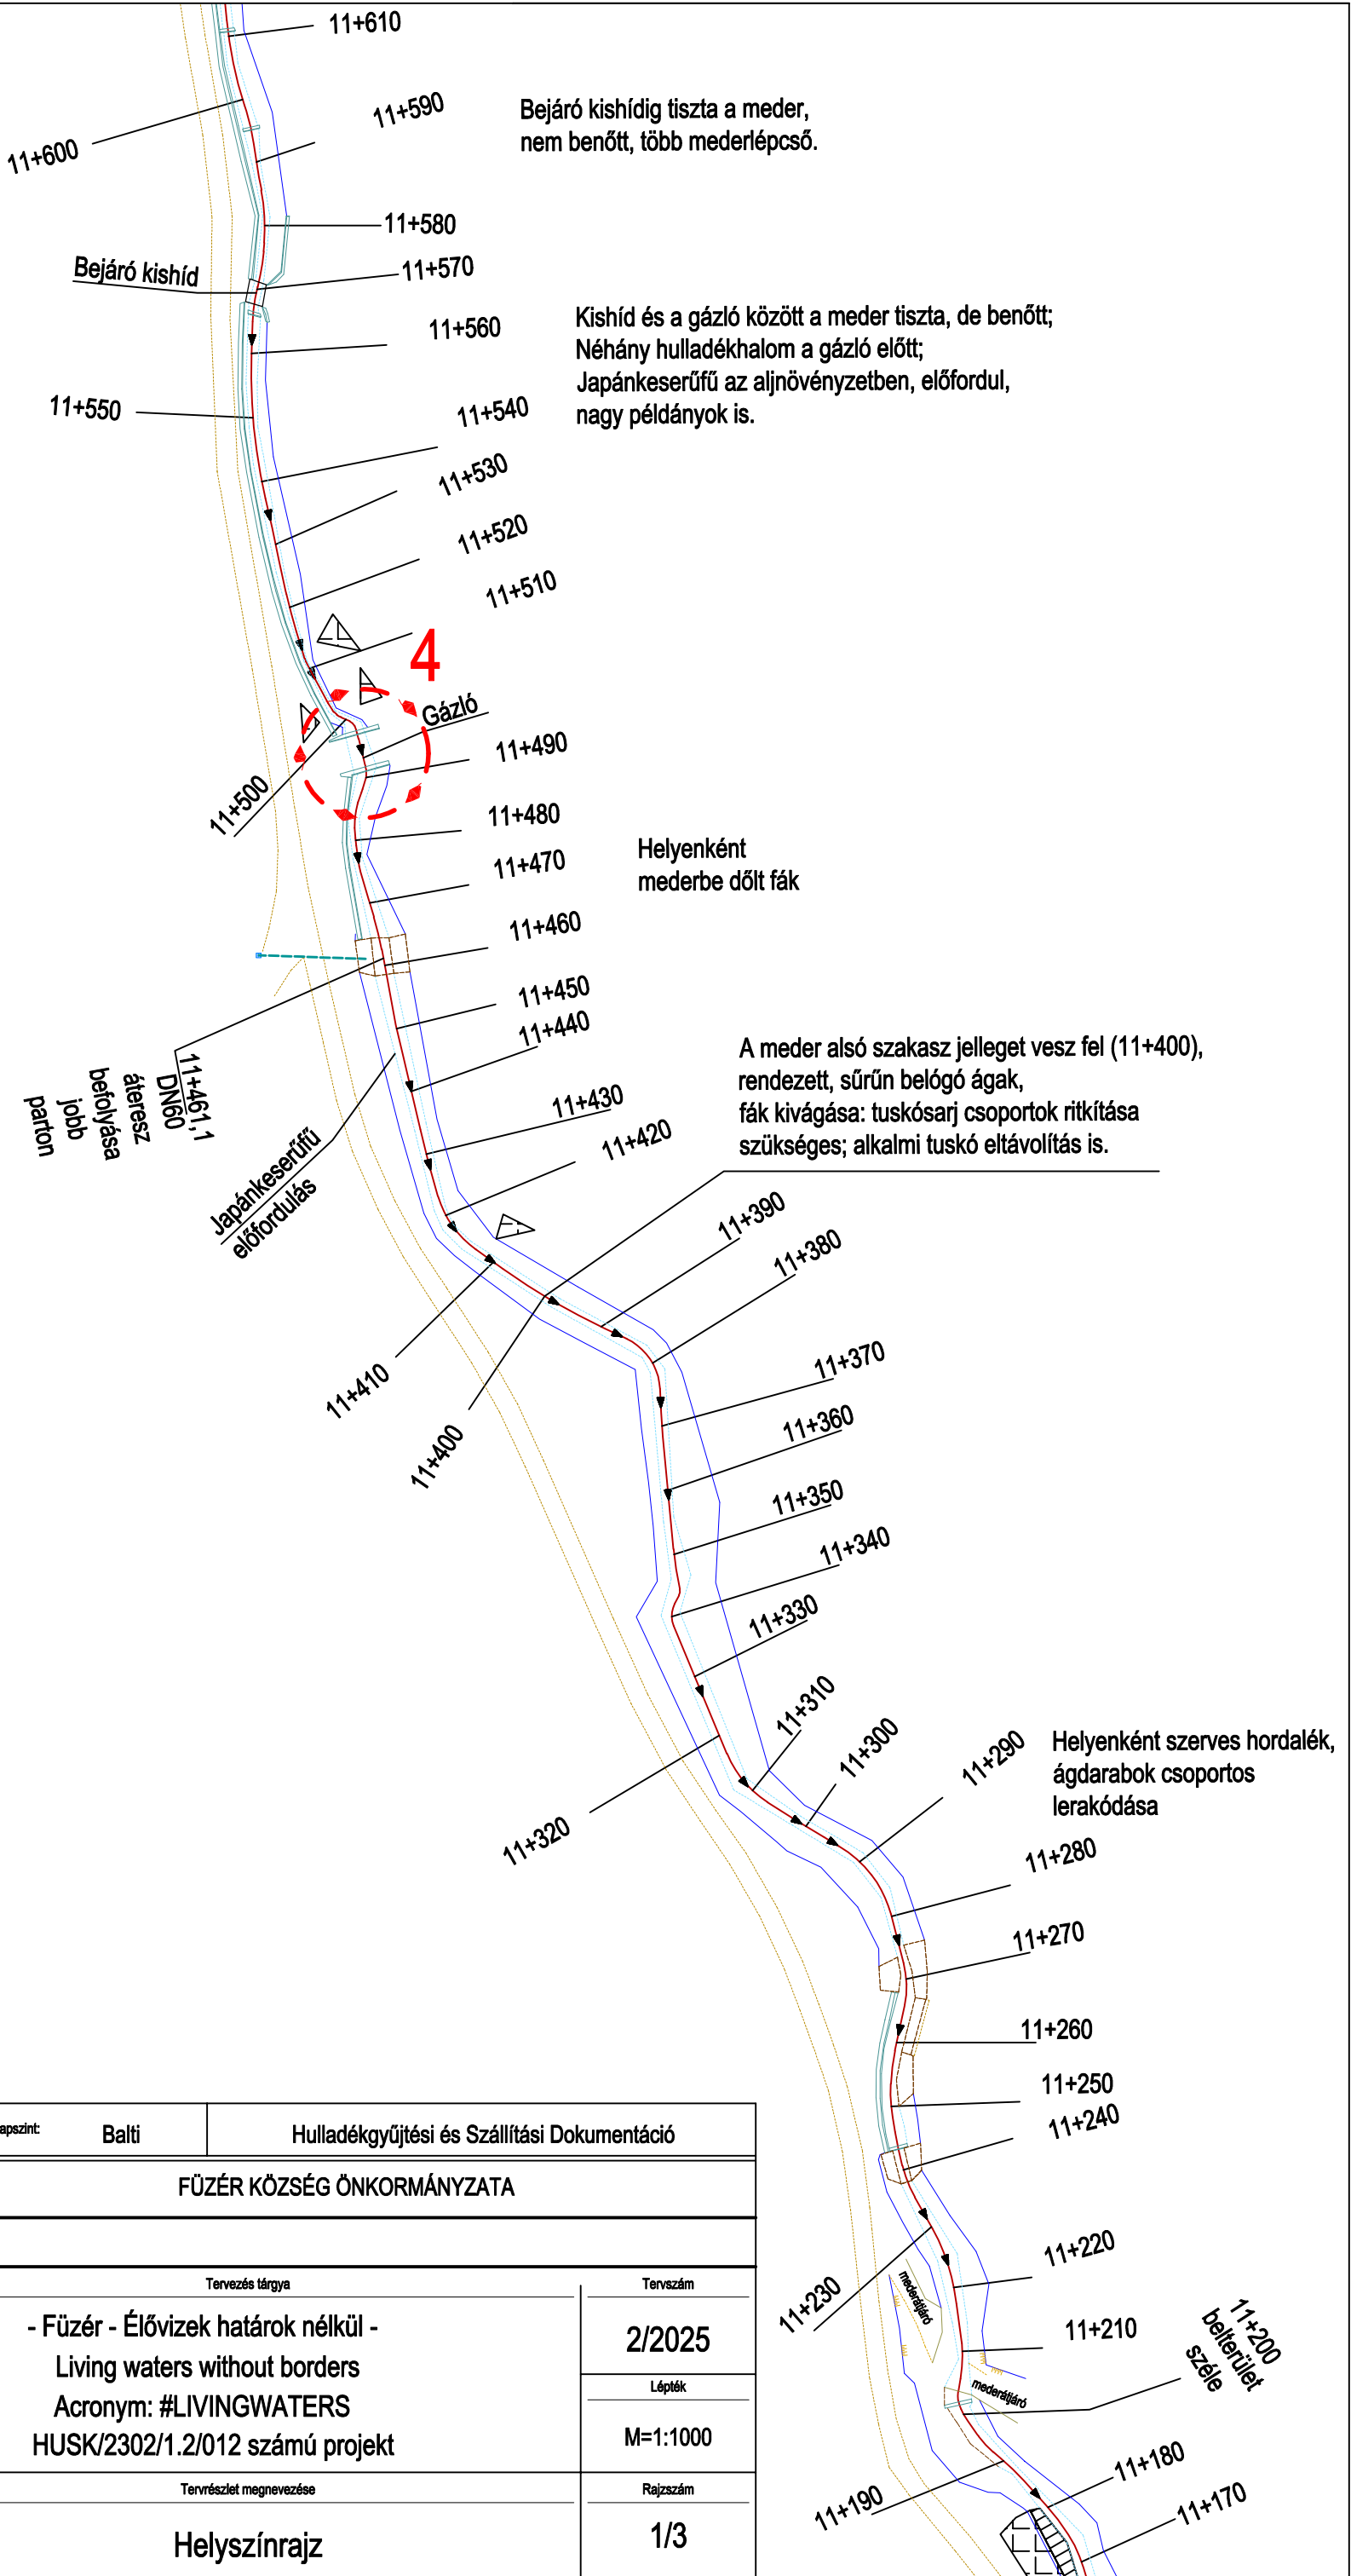 11+610
11+600
11+590
Bejáró kishídig tiszta a meder,
nem benőtt, több mederlépcső.
11+580
Bejáró kishíd
11+570
11+560
Kishíd és a gázló között a meder tiszta, de benőtt;
Néhány hulladékhalom a gázló előtt;
Japánkeserűfű az aljnövényzetben, előfordul,
nagy példányok is.
11+550
11+540
11+530
11+520
11+510
4
Gázló
11+490
11+500
11+480
Helyenként
mederbe dőlt fák
11+470
11+460
11+450
11+440
11+461,1
DN60
áteresz
befolyása
jobb
parton
A meder alsó szakasz jelleget vesz fel (11+400),
rendezett, sűrűn belógó ágak,
fák kivágása: tuskósarj csoportok ritkítása
szükséges; alkalmi tuskó eltávolítás is.
11+430
11+420
Japánkeserűfű
előfordulás
11+390
11+380
11+410
11+400
11+370
11+360
11+350
11+340
11+330
11+310
11+300
11+290
Helyenként szerves hordalék,
ágdarabok csoportos
lerakódása
11+320
11+280
11+270
11+260
11+250
11+240
11+230
mederátjáró
11+220
11+210
11+200
belterület
széle
mederátjáró
11+190
11+180
11+170
apszint:
Balti
Hulladékgyűjtési és Szállítási Dokumentáció
FÜZÉR KÖZSÉG ÖNKORMÁNYZATA
Tervezés tárgya
Tervszám
- Füzér - Élővizek határok nélkül -
Living waters without borders
Acronym: #LIVINGWATERS
HUSK/2302/1.2/012 számú projekt
2/2025
Lépték
M=1:1000
Tervrészlet megnevezése
Rajzszám
Helyszínrajz
1/3